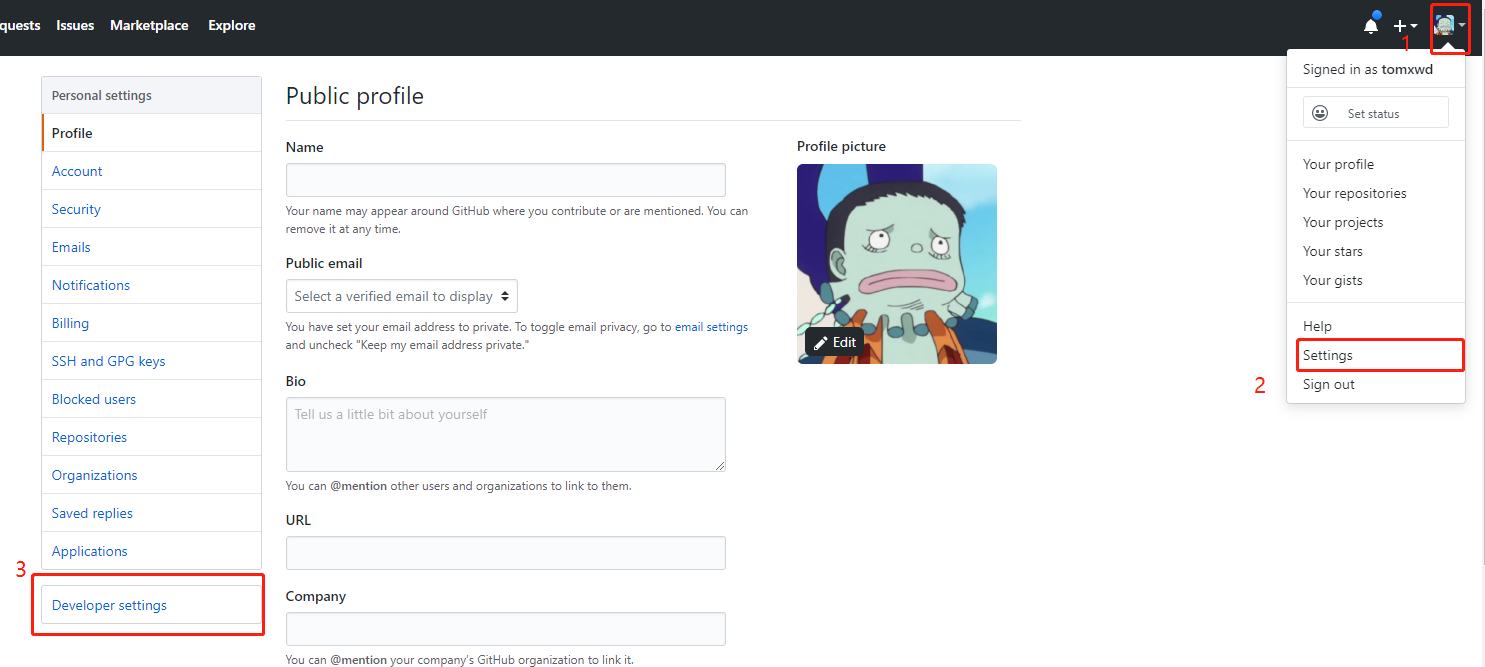 quests Issues Marketplace Explore
1
Signed in as tomxwd
Set status
Your profile
Your repositories
Your projects
Your stars
Your gists
Help
Settings
Sign out
2
Personal settings
Profile
Account
Security
Emails
Notifications
Billing
SSH and GPG keys
Blocked users
Repositories
Organizations
Saved replies
Applications
3
Developer settings
Public profile
Name
Your name may appear around GitHub where you contribute or are mentioned. You can
remove it at any time.
Public email
Select a verified email to display
You have set your email address to private. To toggle email privacy, go to email settings
and uncheck "Keep my email address private."
Bio
Tell us a little bit about yourself
You can @mention other users and organizations to link to them.
URL
Company
You can @mention your company's GitHub organization to link it.
Profile picture
Edit